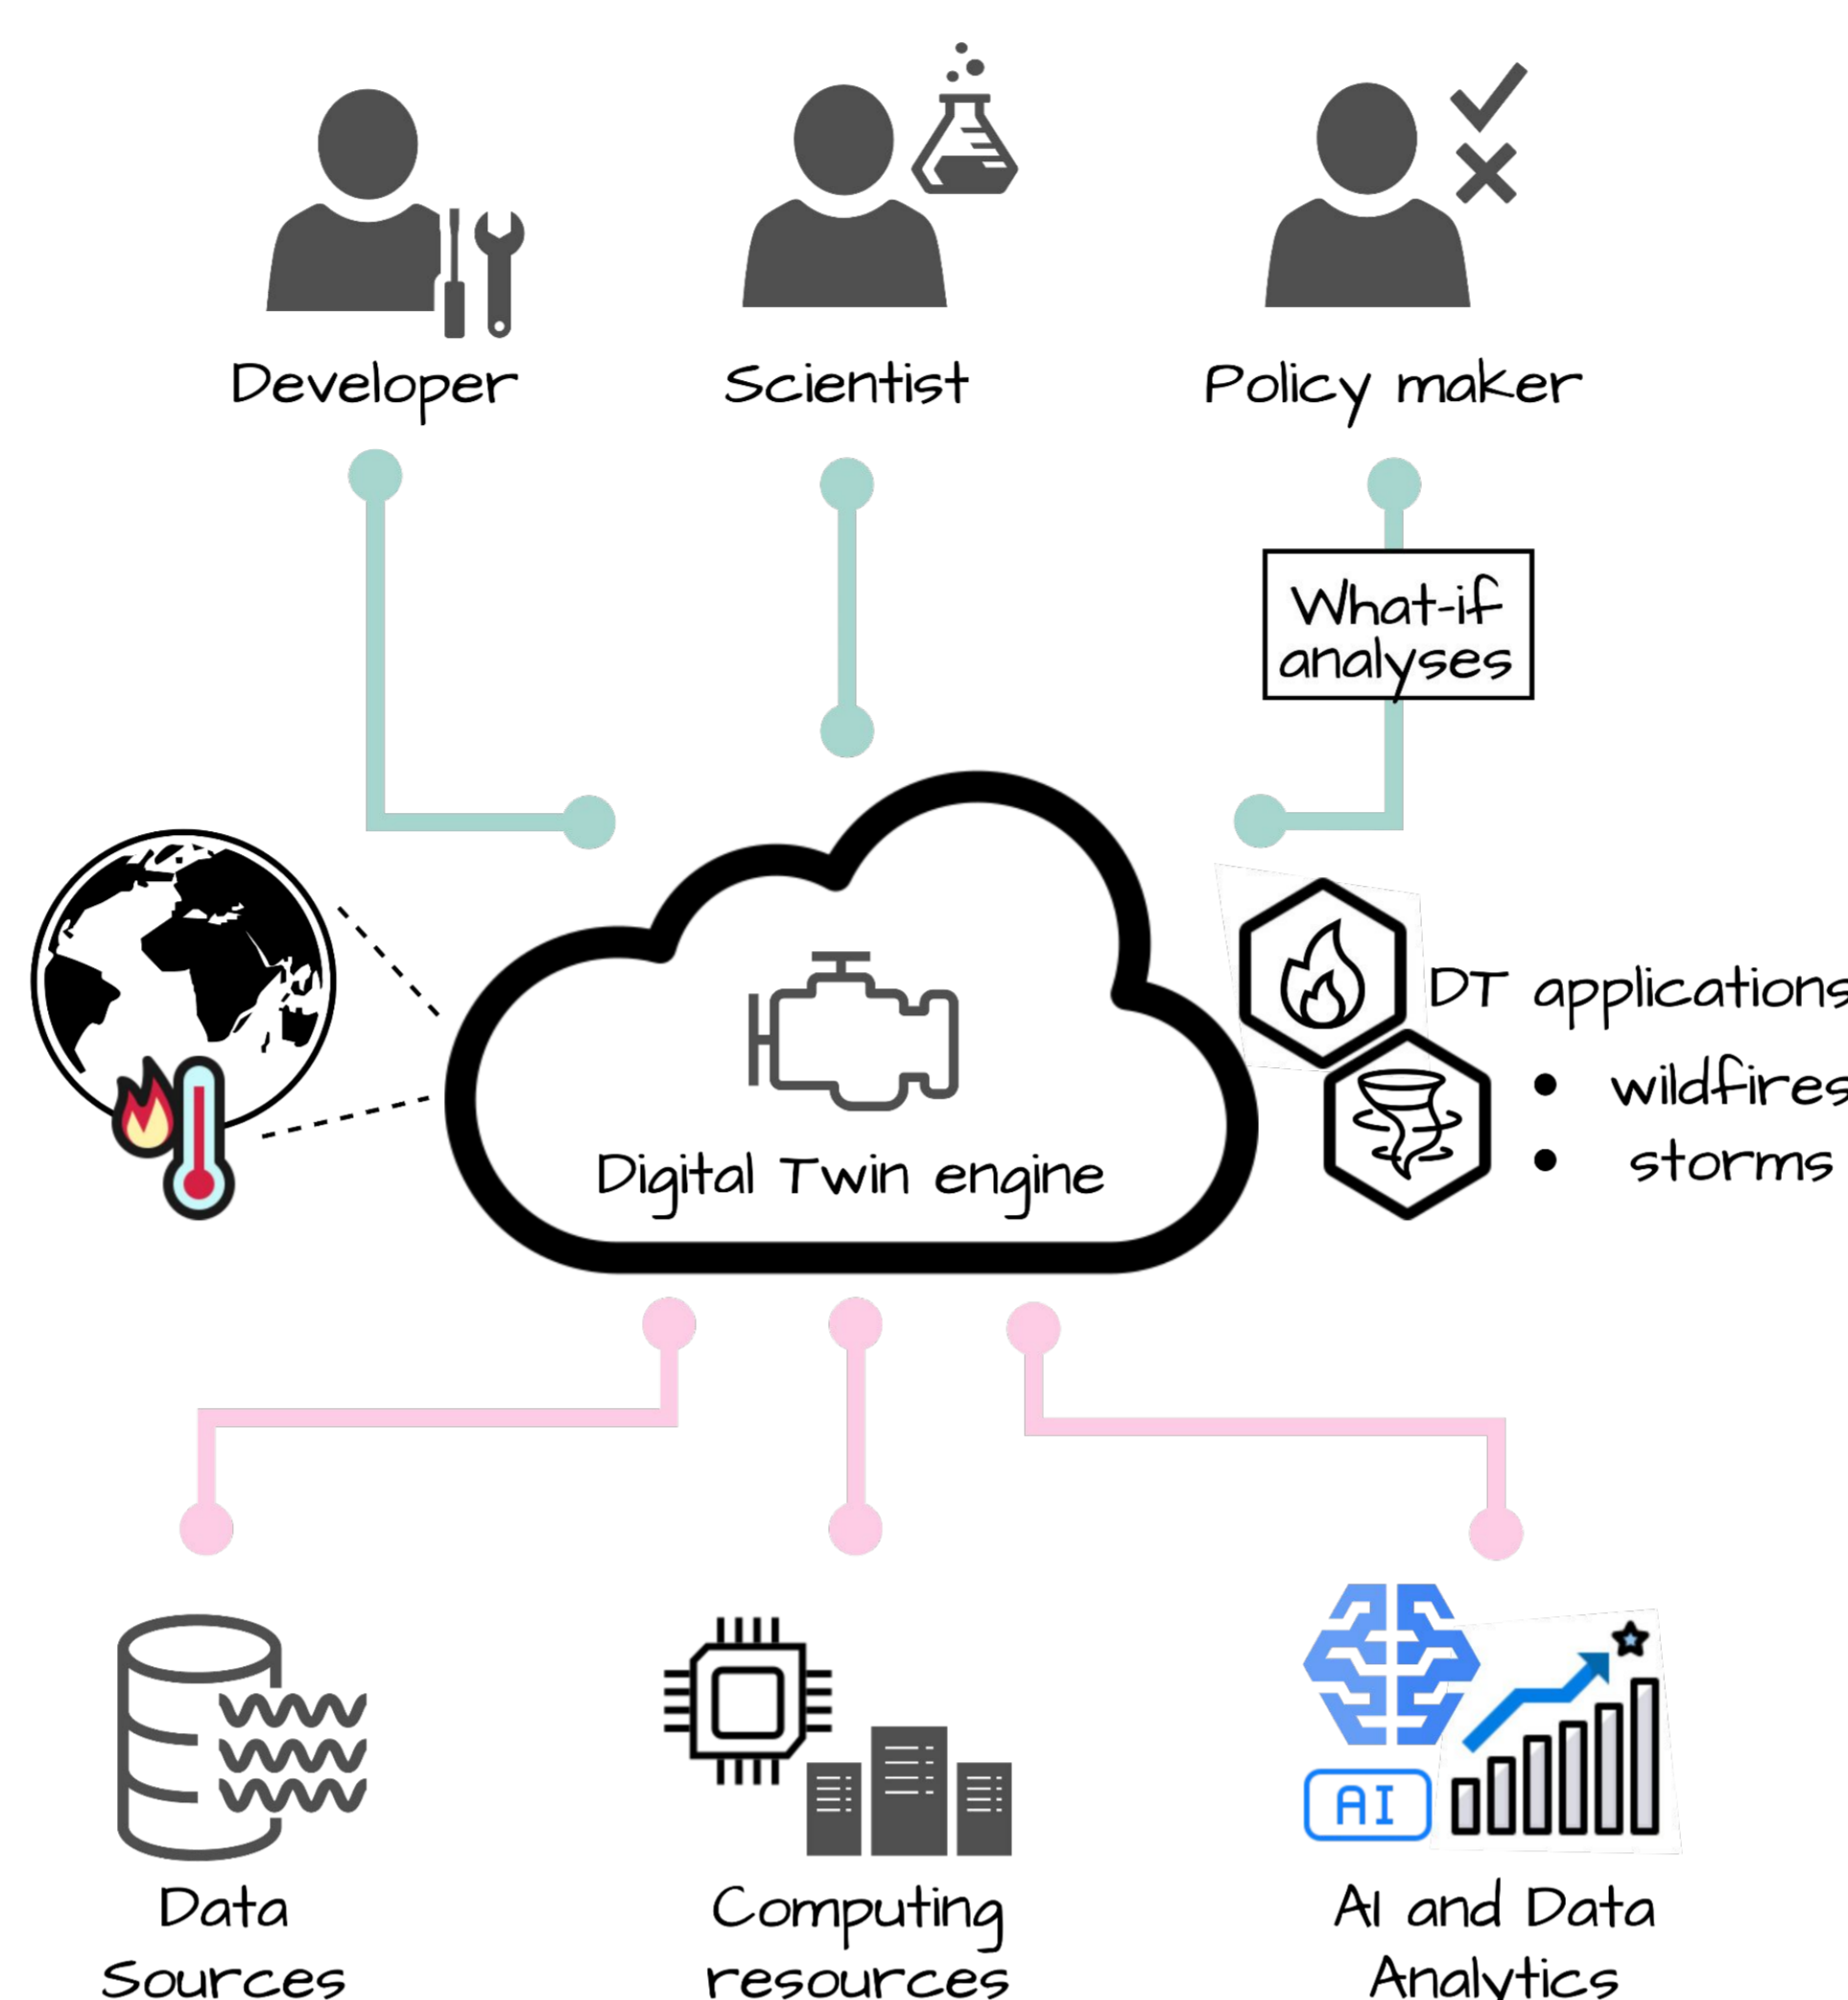 Developer
Scientist
Policy maker
What-if
analyses
DT applications
• wildfires
• storms
Digital Twin engine
AI
Data
Sources
Computing
resources
AI and Data
Analytics